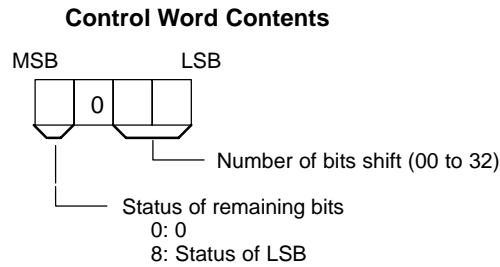 Control Word Contents
MSB LSB
0
Number of bits shift (00 to 32)
Status of remaining bits
0: 0
8: Status of LSB